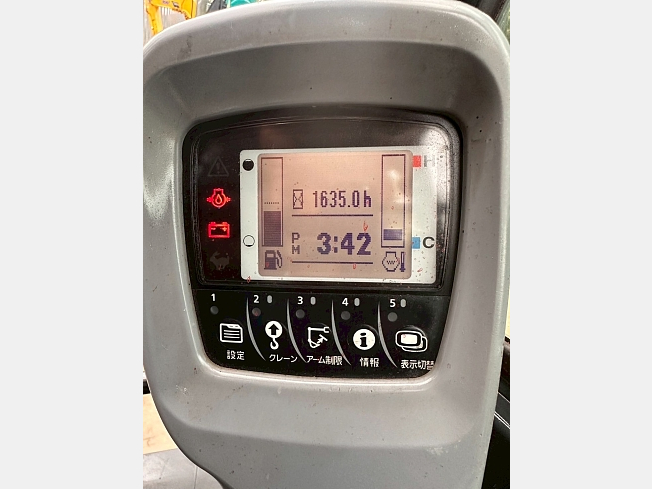 H
1635.0h
PM 3:42
C
1 2 3 4 5
設定 クレーン アーム制限 情報 表示切替